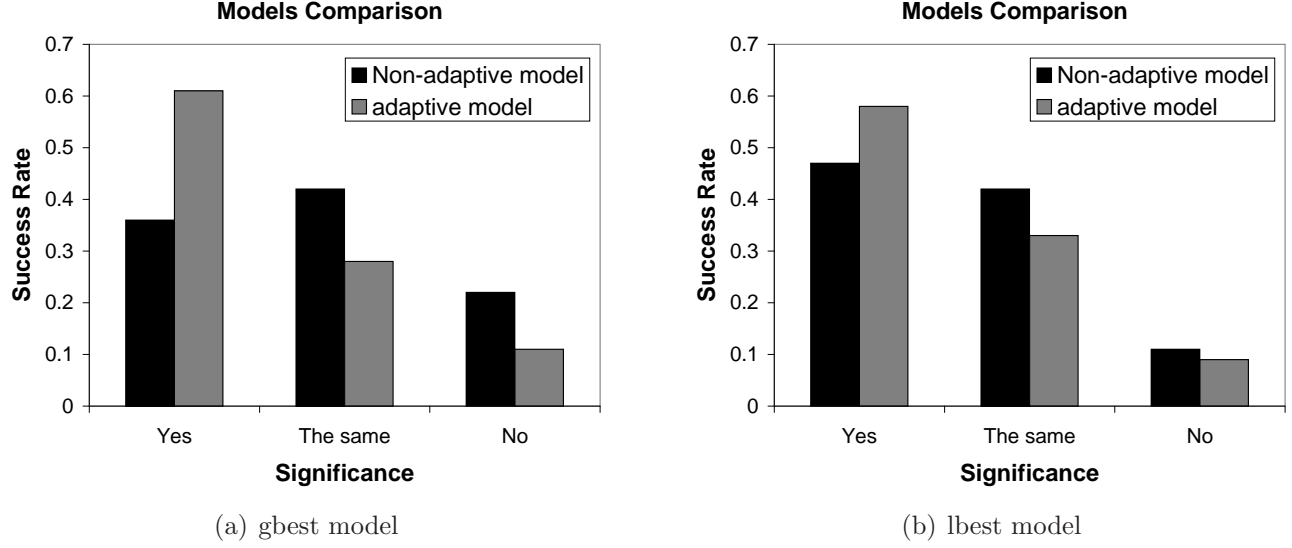 Models Comparison
0.7
0.6
0.5
0.4
0.3
0.2
0.1
0
Success Rate
Non-adaptive model
adaptive model
Yes The same No
Significance
(a) gbest model
Models Comparison
0.7
0.6
0.5
0.4
0.3
0.2
0.1
0
Success Rate
Non-adaptive model
adaptive model
Yes The same No
Significance
(b) lbest model